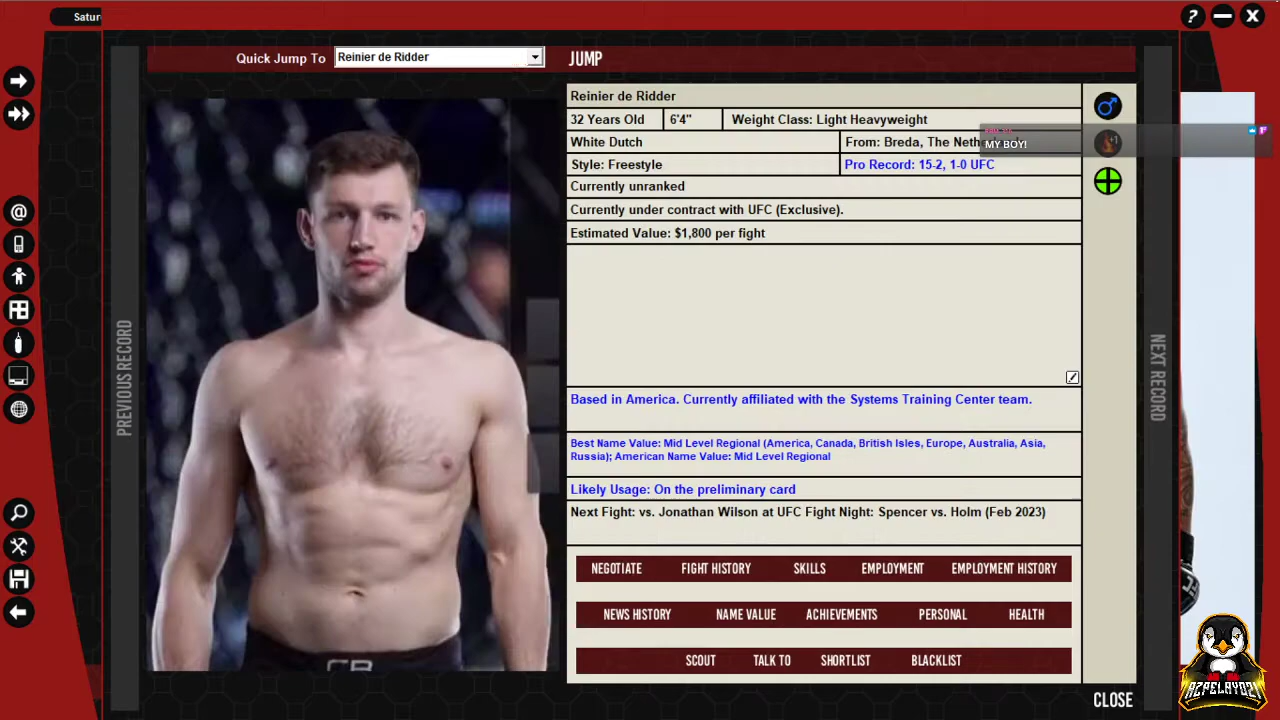 Satur
Quick Jump To
Reinier de Ridder
JUMP
Reinier de Ridder
32 Years Old
6'4"
Weight Class: Light Heavyweight
White Dutch
From: Breda, The Neth
MY BOY!
+1
Style: Freestyle
Pro Record: 15-2, 1-0 UFC
Currently unranked
Currently under contract with UFC (Exclusive).
Estimated Value: $1,800 per fight
Based in America. Currently affiliated with the Systems Training Center team.
Best Name Value: Mid Level Regional (America, Canada, British Isles, Europe, Australia, Asia,
Russia); American Name Value: Mid Level Regional
Likely Usage: On the preliminary card
Next Fight: vs. Jonathan Wilson at UFC Fight Night: Spencer vs. Holm (Feb 2023)
NEGOTIATE FIGHT HISTORY SKILLS EMPLOYMENT EMPLOYMENT HISTORY
NEWS HISTORY NAME VALUE ACHIEVEMENTS PERSONAL HEALTH
SCOUT TALK TO SHORTLIST BLACKLIST
CLOSE
PREVIOUS RECORD
NEXT RECORD